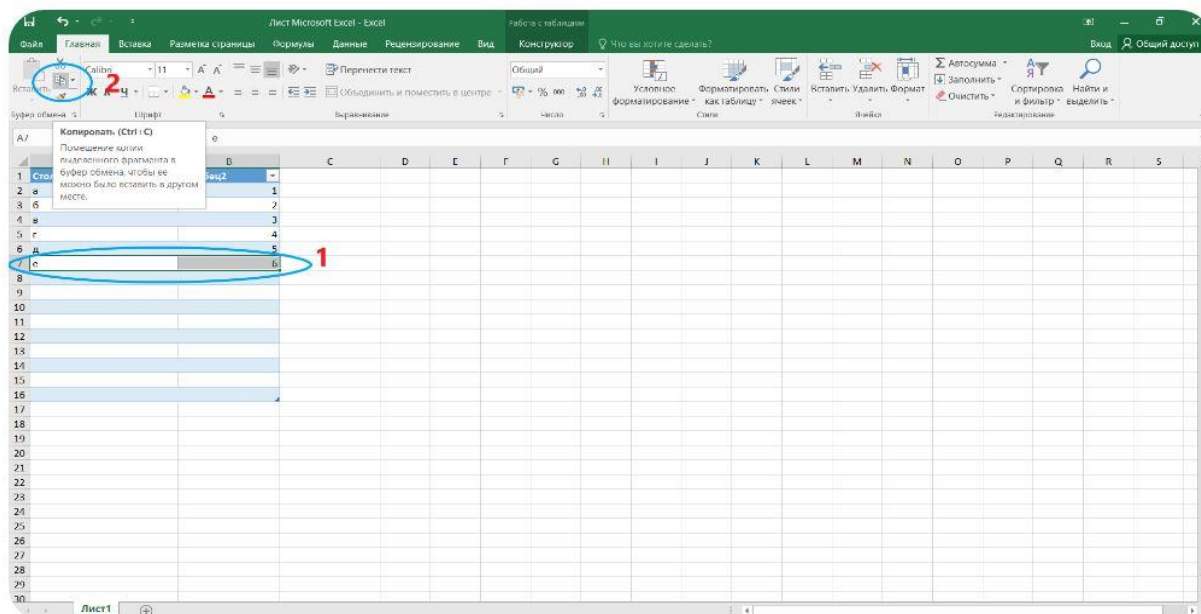 Лист Microsoft Excel - Excel
Работа с таблицами
Файл Главная Вставка Разметка страницы Формулы Данные Рецензирование Вид Конструктор Что вы хотите сделать? Вход Общий доступ
Calibri 11 Перенести текст Общий
Объединить и поместить в центре % 000
Ж Ч
Условное форматирование
Форматировать как таблицу
Стили ячеек
Вставить Удалить Формат
Автосумма
Заполнить
Очистить
Сортировка и фильтр
Найти и выделить
Буфер обмена Шрифт Выравнивание Число Стили Ячейки Редактирование
2
A7 е
Копировать (Ctrl+C)
Помещение копии
выделенного фрагмента в
буфер обмена, чтобы ее
можно было вставить в другом
месте.
B C D E F G H I J K L M N O P Q R S
1
2 а 1
3 б 2
4 в 3
5 г 4
6 д 5
7 е 6
1
8
9
10
11
12
13
14
15
16
17
18
19
20
21
22
23
24
25
26
27
28
29
30
Лист1